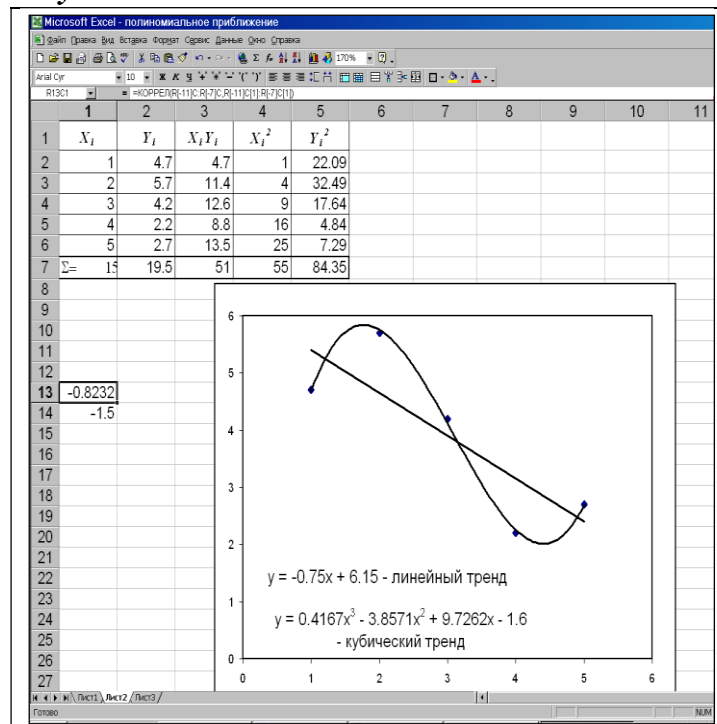 Microsoft Excel - полиномиальное приближение
Файл Правка Вид Вставка Формат Сервис Данные Окно Справка
170%
Arial Cyr 10 Ж К Ч
R13C1 = =КОРРЕЛ(R[-11]C:R[-7]C,R[-11]C[1]:R[-7]C[1])
1 2 3 4 5 6 7 8 9 10 11
1 Xi Yi XiYi Xi² Yi²
2 1 4.7 4.7 1 22.09
3 2 5.7 11.4 4 32.49
4 3 4.2 12.6 9 17.64
5 4 2.2 8.8 16 4.84
6 5 2.7 13.5 25 7.29
7 Σ= 15 19.5 51 55 84.35
8
9
10
11
12
13 -0.8232
14 -1.5
15
16
17
18
19
20
21
22
23
24
25
26
27
6
5
4
3
2
1
0
0 1 2 3 4 5 6
y = -0.75x + 6.15 - линейный тренд
y = 0.4167x³ - 3.8571x² + 9.7262x - 1.6
- кубический тренд
Лист1 Лист2 Лист3
Готово NUM